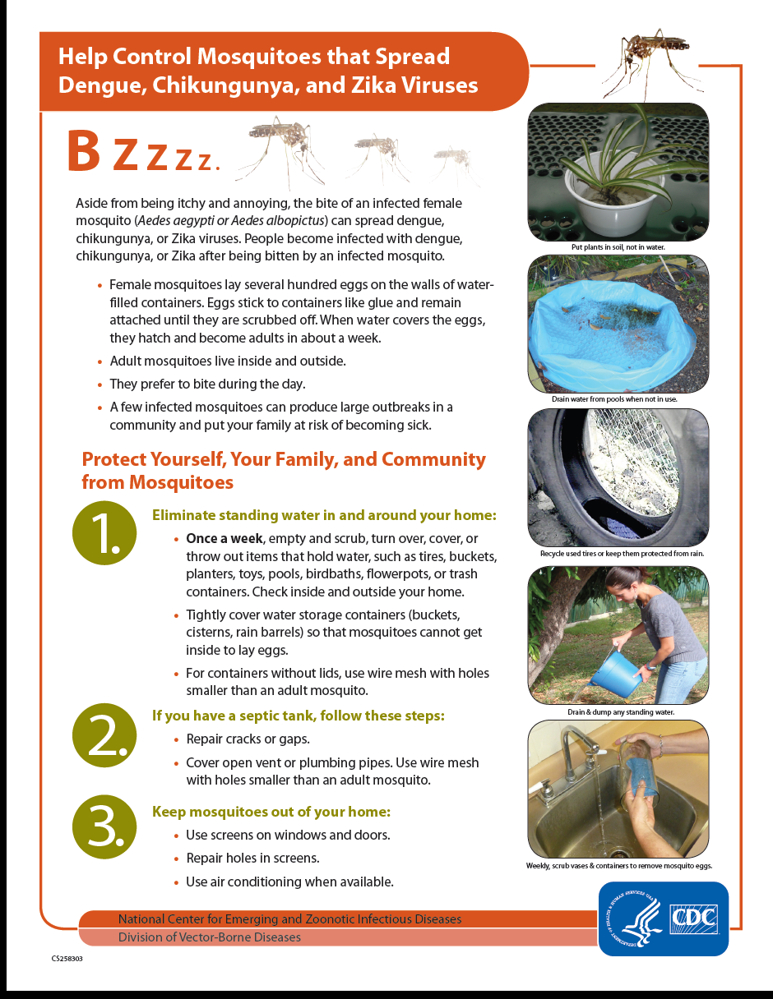 Help Control Mosquitoes that Spread
Dengue, Chikungunya, and Zika Viruses
B z z z z .
Aside from being itchy and annoying, the bite of an infected female
mosquito (Aedes aegypti or Aedes albopictus) can spread dengue,
chikungunya, or Zika viruses. People become infected with dengue,
chikungunya, or Zika after being bitten by an infected mosquito.
• Female mosquitoes lay several hundred eggs on the walls of water-
filled containers. Eggs stick to containers like glue and remain
attached until they are scrubbed off. When water covers the eggs,
they hatch and become adults in about a week.
• Adult mosquitoes live inside and outside.
• They prefer to bite during the day.
• A few infected mosquitoes can produce large outbreaks in a
community and put your family at risk of becoming sick.
Protect Yourself, Your Family, and Community
from Mosquitoes
1.
Eliminate standing water in and around your home:
• Once a week, empty and scrub, turn over, cover, or
throw out items that hold water, such as tires, buckets,
planters, toys, pools, birdbaths, flowerpots, or trash
containers. Check inside and outside your home.
• Tightly cover water storage containers (buckets,
cisterns, rain barrels) so that mosquitoes cannot get
inside to lay eggs.
• For containers without lids, use wire mesh with holes
smaller than an adult mosquito.
2.
If you have a septic tank, follow these steps:
• Repair cracks or gaps.
• Cover open vent or plumbing pipes. Use wire mesh
with holes smaller than an adult mosquito.
3.
Keep mosquitoes out of your home:
• Use screens on windows and doors.
• Repair holes in screens.
• Use air conditioning when available.
Put plants in soil, not in water.
Drain water from pools when not in use.
Recycle used tires or keep them protected from rain.
Drain & dump any standing water.
Weekly, scrub vases & containers to remove mosquito eggs.
National Center for Emerging and Zoonotic Infectious Diseases
Division of Vector-Borne Diseases
DEPARTMENT OF HEALTH & HUMAN SERVICES • USA
CDC
CS258303